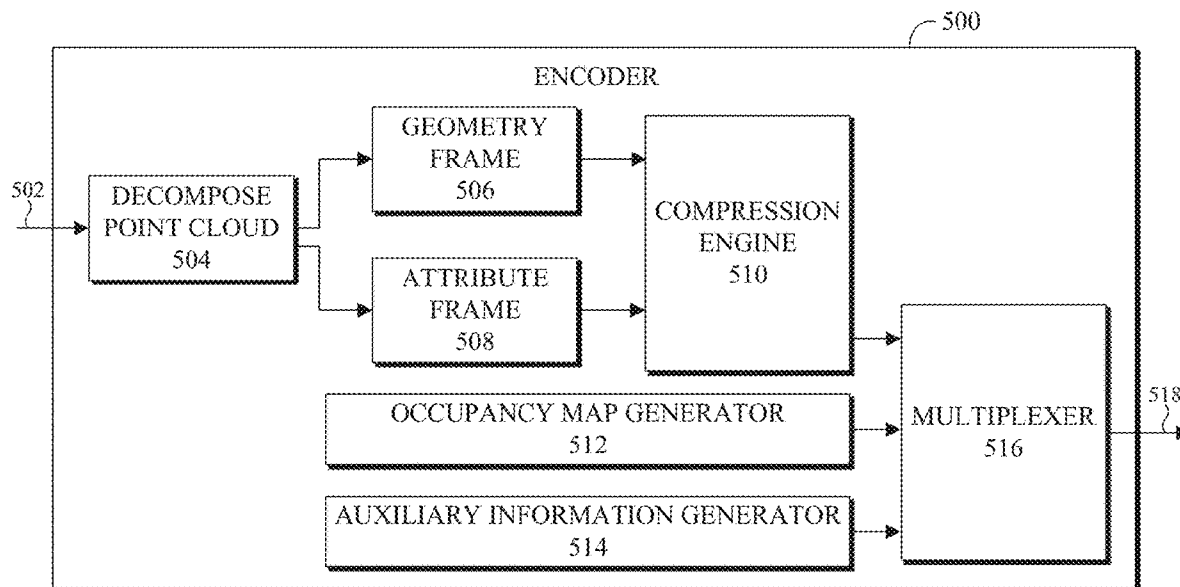 500
ENCODER
502
DECOMPOSE
POINT CLOUD
504
GEOMETRY
FRAME
506
ATTRIBUTE
FRAME
508
COMPRESSION
ENGINE
510
OCCUPANCY MAP GENERATOR
512
AUXILIARY INFORMATION GENERATOR
514
MULTIPLEXER
516
518